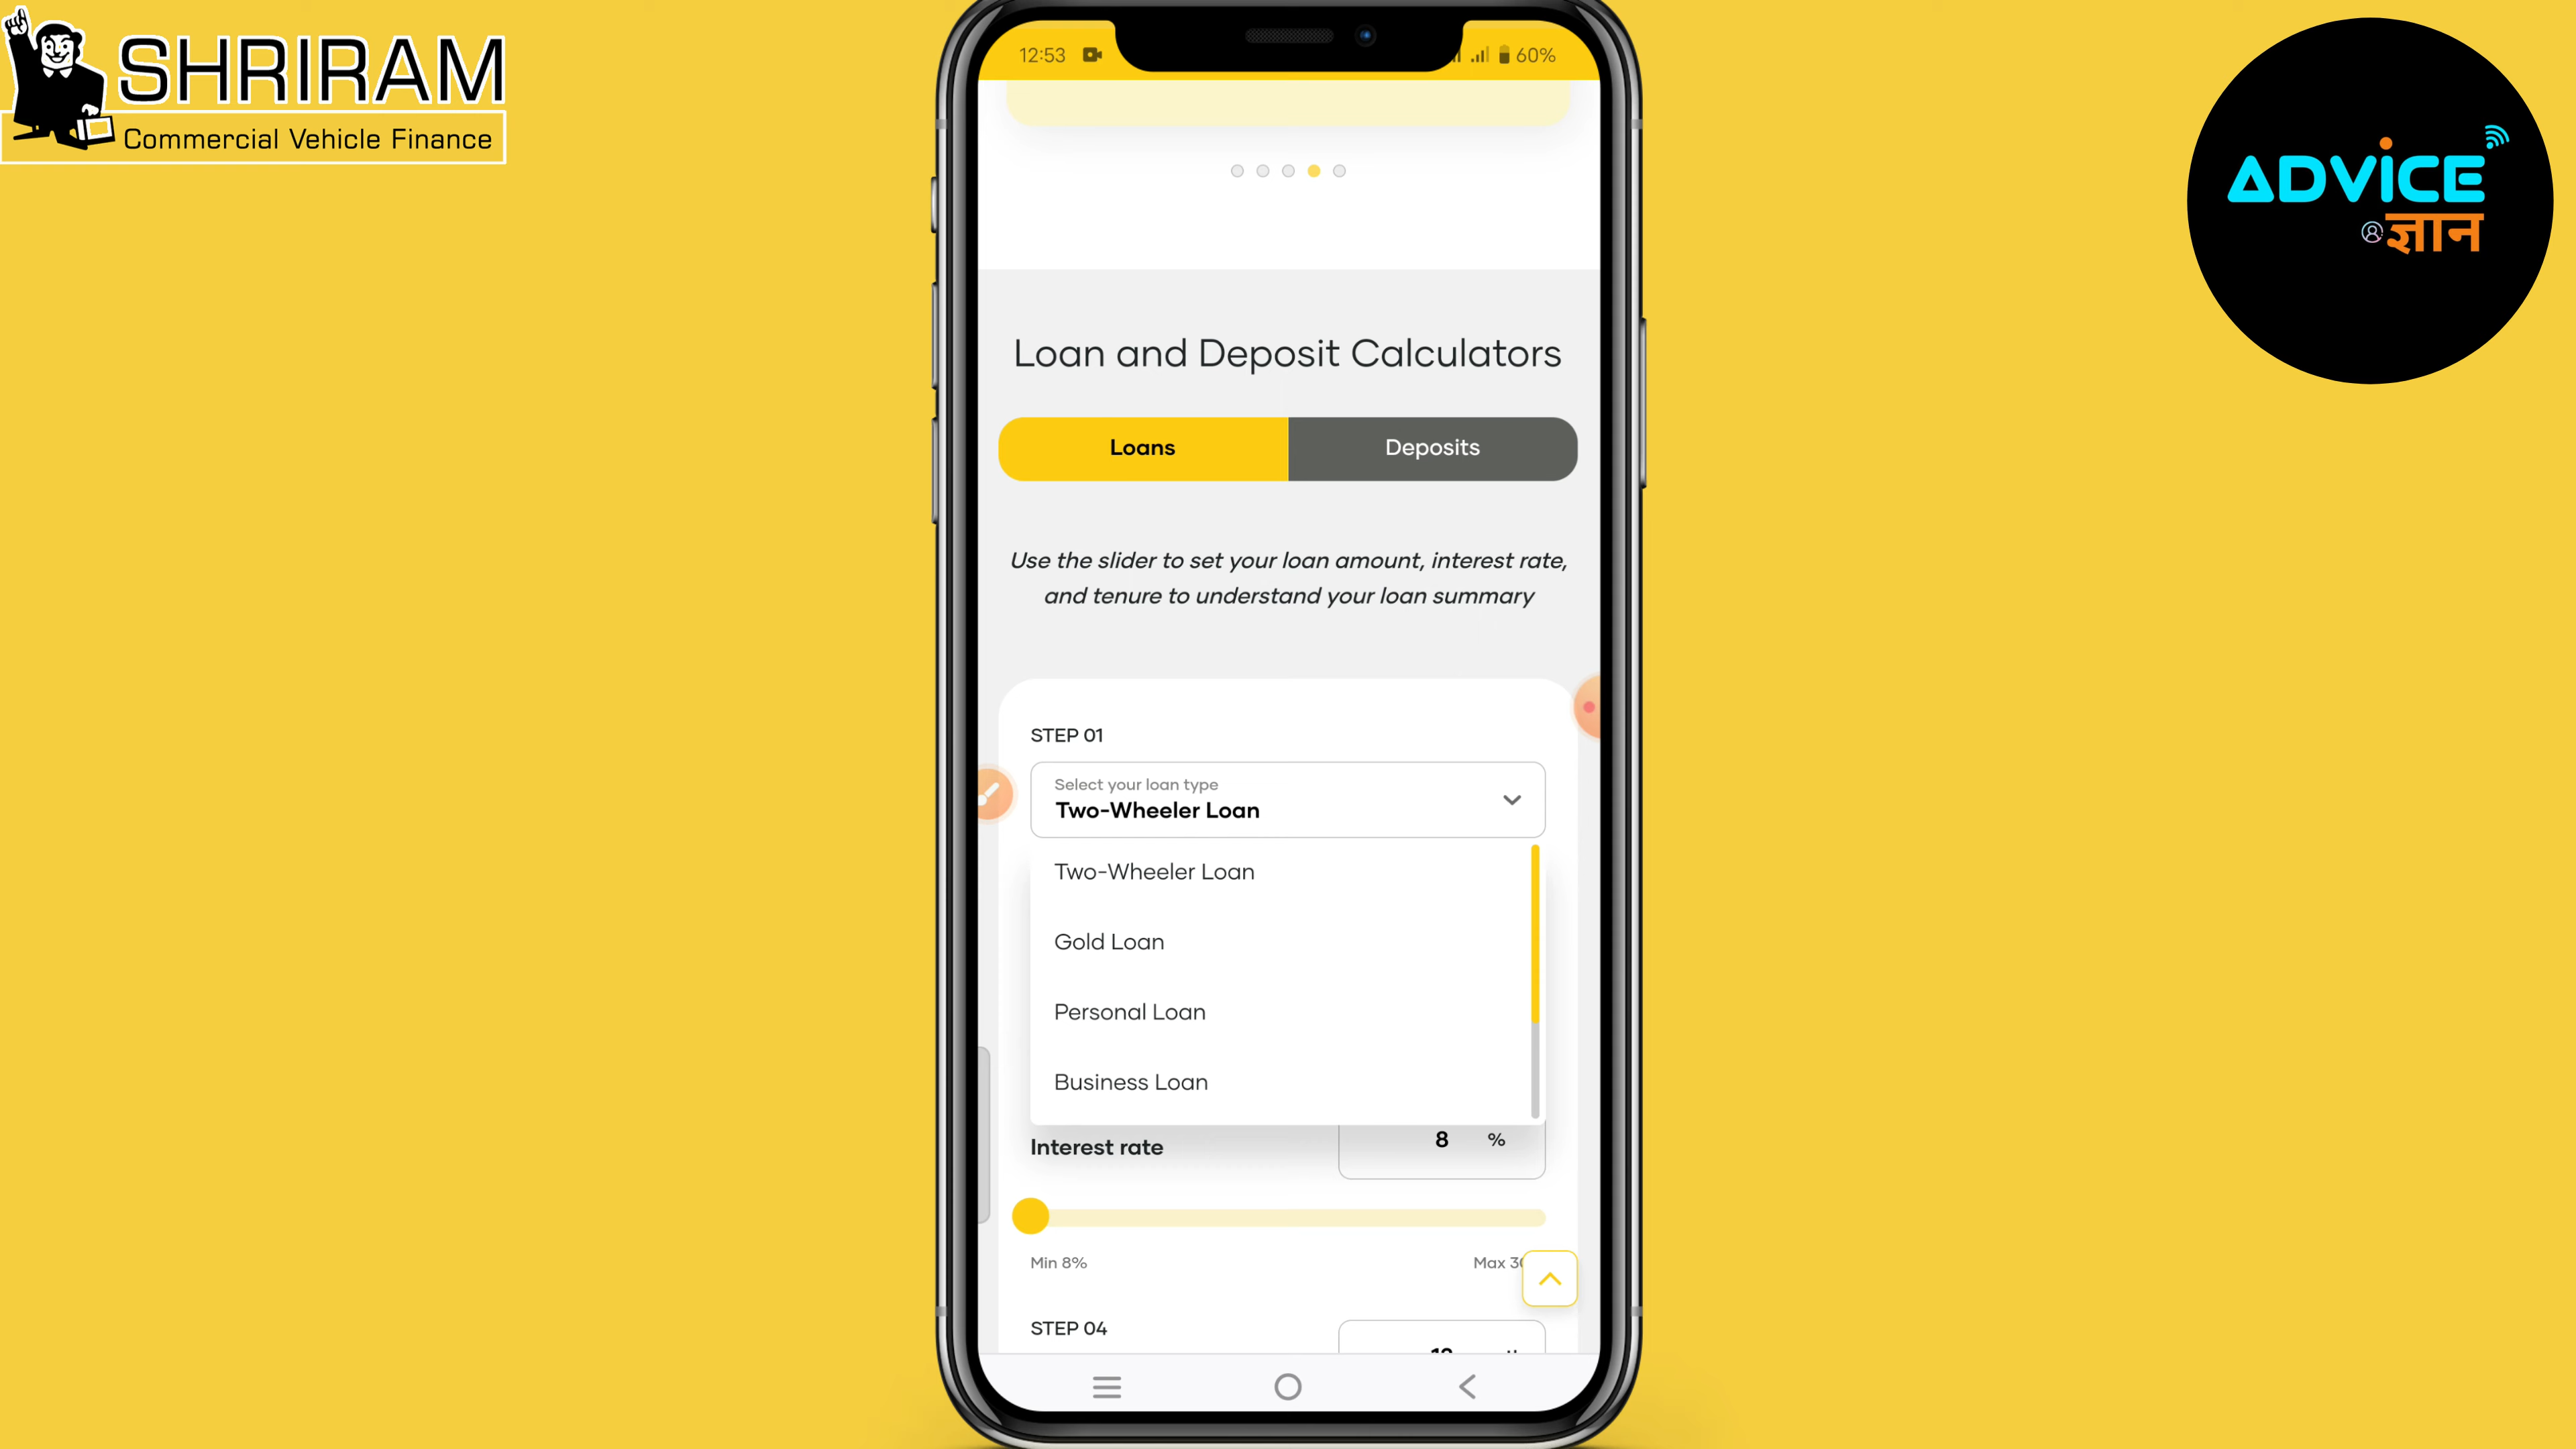 SHRIRAM
Commercial Vehicle Finance
ADVICE
ज्ञान
12:53
60%
Loan and Deposit Calculators
Loans
Deposits
Use the slider to set your loan amount, interest rate,
and tenure to understand your loan summary
STEP 01
Select your loan type
Two-Wheeler Loan
Two-Wheeler Loan
Gold Loan
Personal Loan
Business Loan
Interest rate
8 %
Min 8%
Max
STEP 04